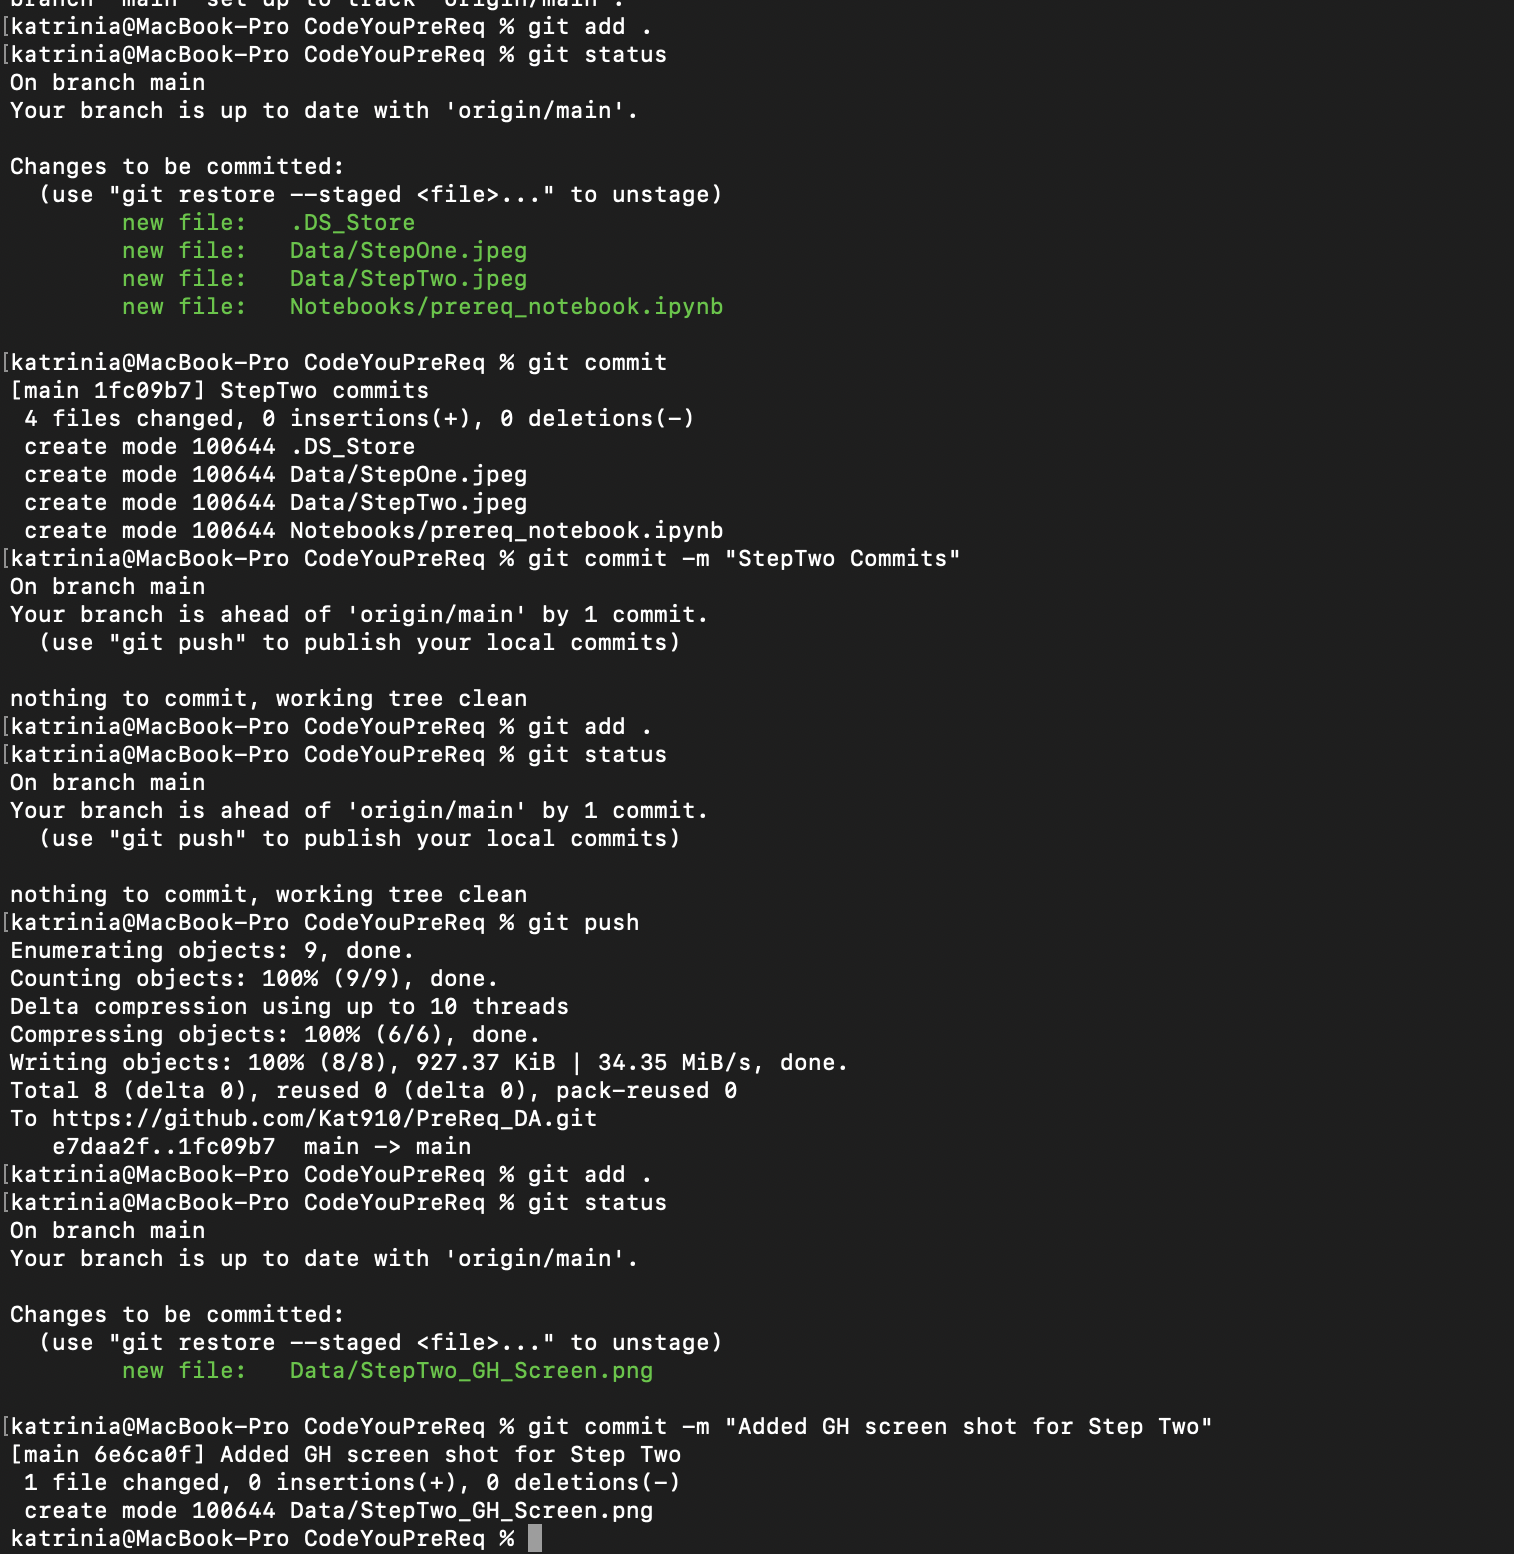 branch 'main' set up to track 'origin/main'.
[katrinia@MacBook-Pro CodeYouPreReq % git add .
[katrinia@MacBook-Pro CodeYouPreReq % git status
On branch main
Your branch is up to date with 'origin/main'.
Changes to be committed:
  (use "git restore --staged <file>..." to unstage)
        new file:   .DS_Store
        new file:   Data/StepOne.jpeg
        new file:   Data/StepTwo.jpeg
        new file:   Notebooks/prereq_notebook.ipynb
[katrinia@MacBook-Pro CodeYouPreReq % git commit
[main 1fc09b7] StepTwo commits
 4 files changed, 0 insertions(+), 0 deletions(-)
 create mode 100644 .DS_Store
 create mode 100644 Data/StepOne.jpeg
 create mode 100644 Data/StepTwo.jpeg
 create mode 100644 Notebooks/prereq_notebook.ipynb
[katrinia@MacBook-Pro CodeYouPreReq % git commit -m "StepTwo Commits"
On branch main
Your branch is ahead of 'origin/main' by 1 commit.
  (use "git push" to publish your local commits)
nothing to commit, working tree clean
[katrinia@MacBook-Pro CodeYouPreReq % git add .
[katrinia@MacBook-Pro CodeYouPreReq % git status
On branch main
Your branch is ahead of 'origin/main' by 1 commit.
  (use "git push" to publish your local commits)
nothing to commit, working tree clean
[katrinia@MacBook-Pro CodeYouPreReq % git push
Enumerating objects: 9, done.
Counting objects: 100% (9/9), done.
Delta compression using up to 10 threads
Compressing objects: 100% (6/6), done.
Writing objects: 100% (8/8), 927.37 KiB | 34.35 MiB/s, done.
Total 8 (delta 0), reused 0 (delta 0), pack-reused 0
To https://github.com/Kat910/PreReq_DA.git
   e7daa2f..1fc09b7  main -> main
[katrinia@MacBook-Pro CodeYouPreReq % git add .
[katrinia@MacBook-Pro CodeYouPreReq % git status
On branch main
Your branch is up to date with 'origin/main'.
Changes to be committed:
  (use "git restore --staged <file>..." to unstage)
        new file:   Data/StepTwo_GH_Screen.png
[katrinia@MacBook-Pro CodeYouPreReq % git commit -m "Added GH screen shot for Step Two"
[main 6e6ca0f] Added GH screen shot for Step Two
 1 file changed, 0 insertions(+), 0 deletions(-)
 create mode 100644 Data/StepTwo_GH_Screen.png
katrinia@MacBook-Pro CodeYouPreReq %